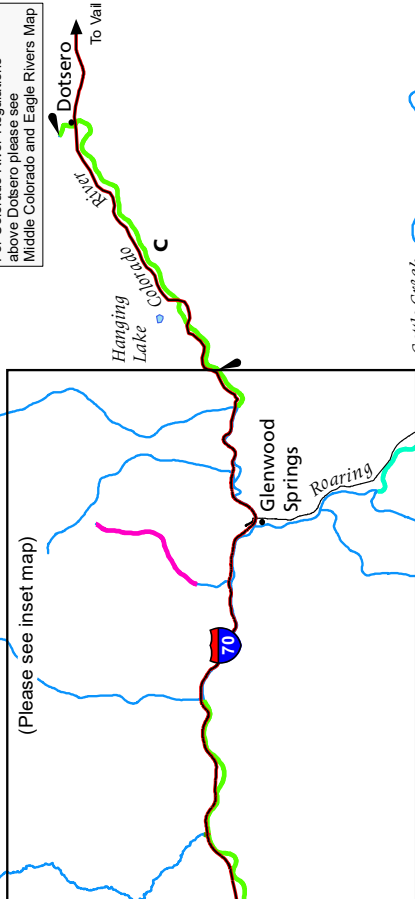 above Dotsero please see
Middle Colorado and Eagle Rivers Map
To Vail
Dotsero
River
Colorado
C
Hanging
Lake
Glenwood
Springs
Roaring
(Please see inset map)
70